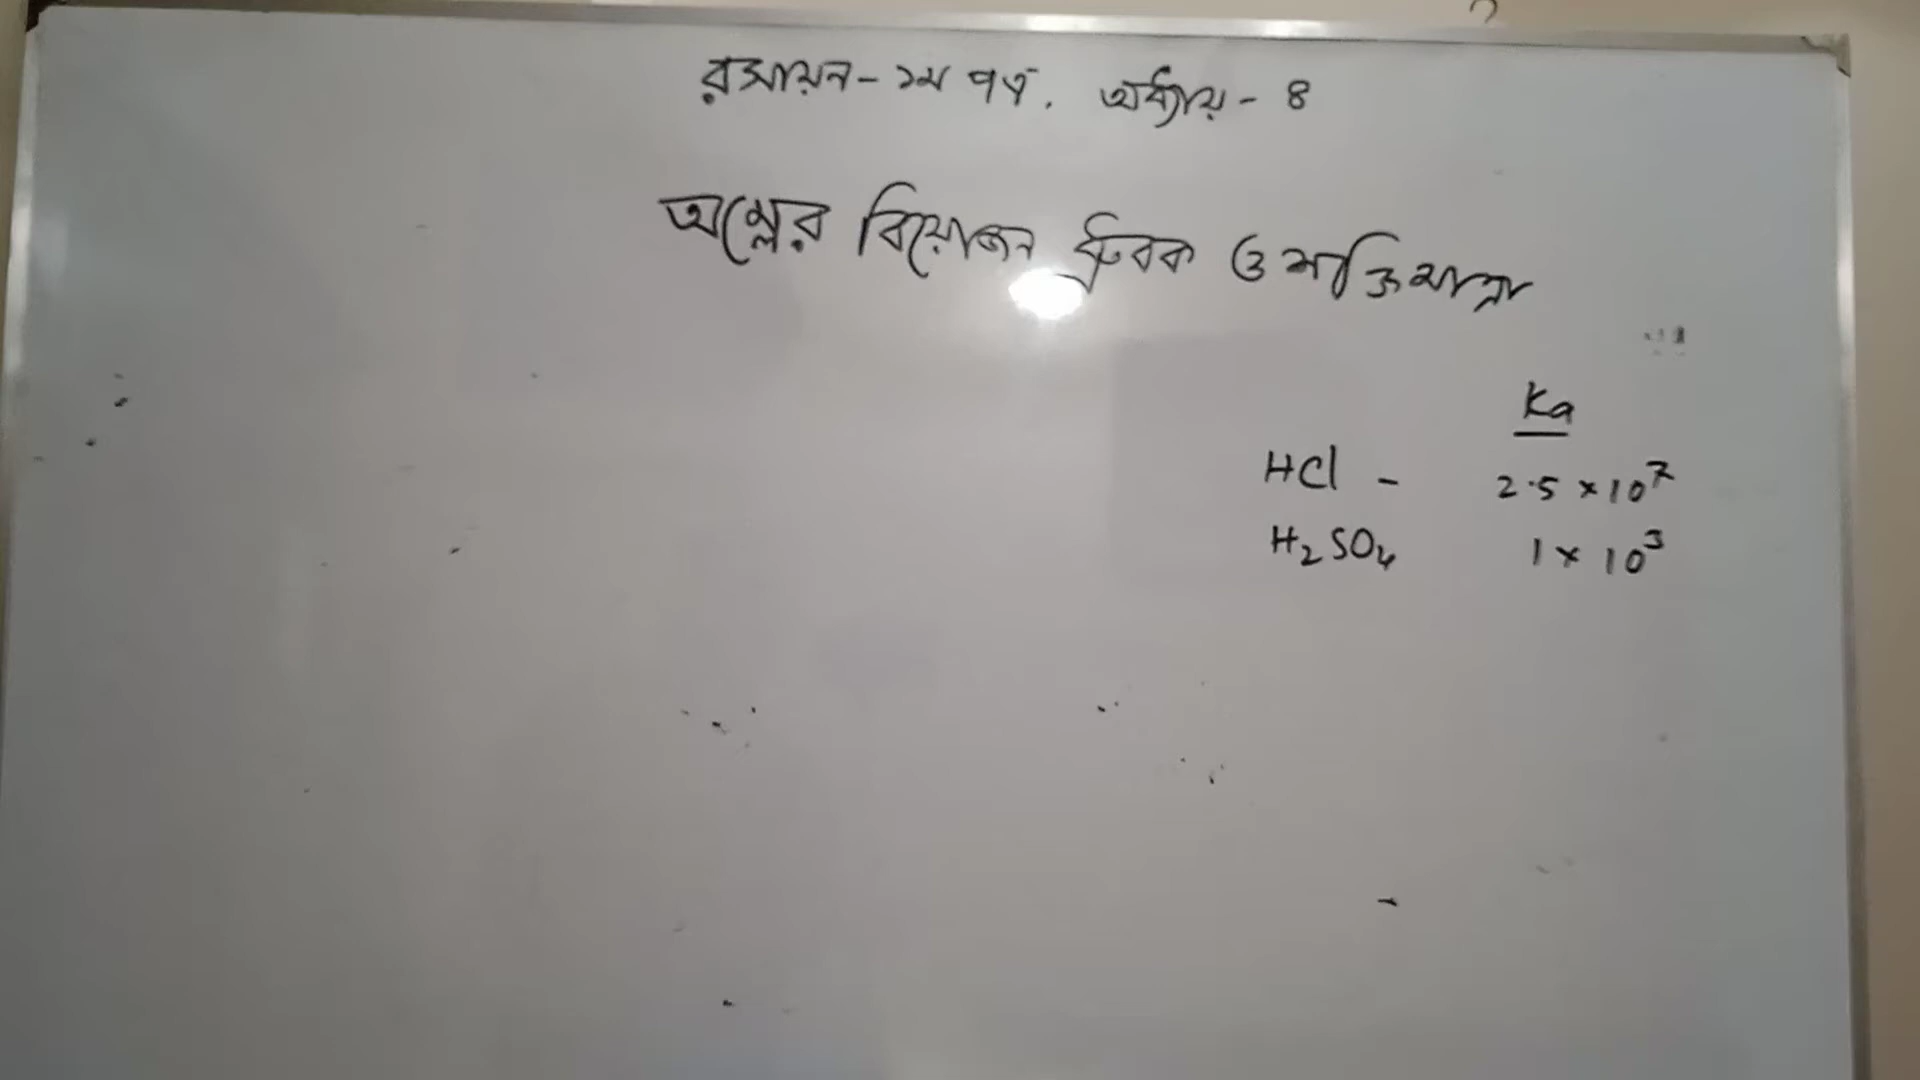 রসায়ন - ১ম পত্র. অধ্যায় - ৪
অম্লের বিয়োজন ধ্রুবক ও শক্তিমাত্রা
Ka
HCl - 2.5 × 10⁷
H₂SO₄ 1 × 10³